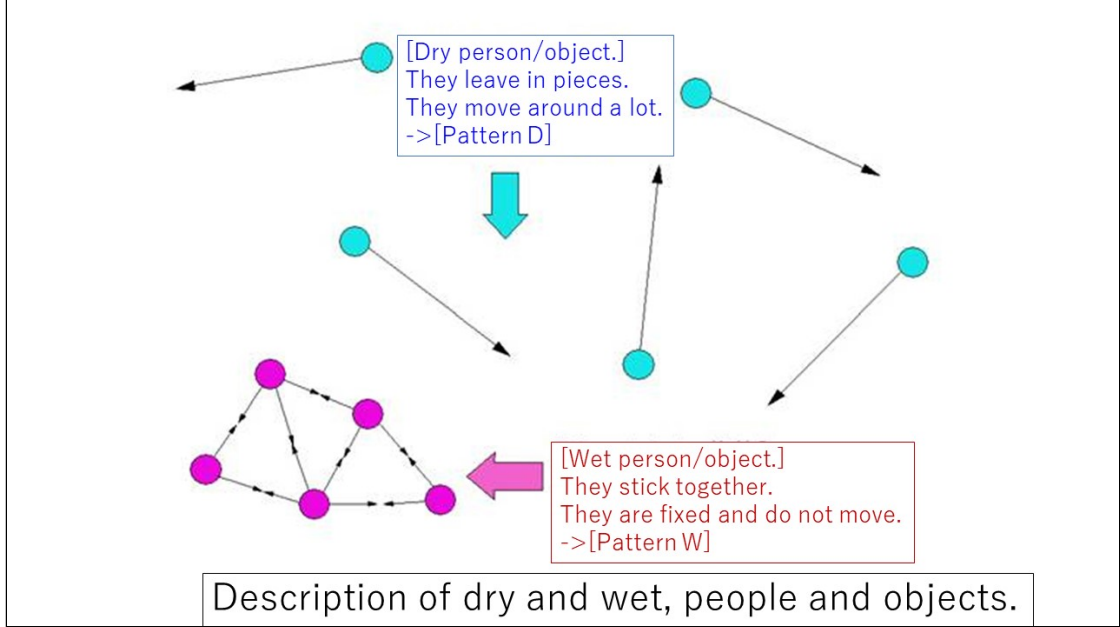 [Dry person/object.]
They leave in pieces.
They move around a lot.
->[Pattern D]
[Wet person/object.]
They stick together.
They are fixed and do not move.
->[Pattern W]
Description of dry and wet, people and objects.